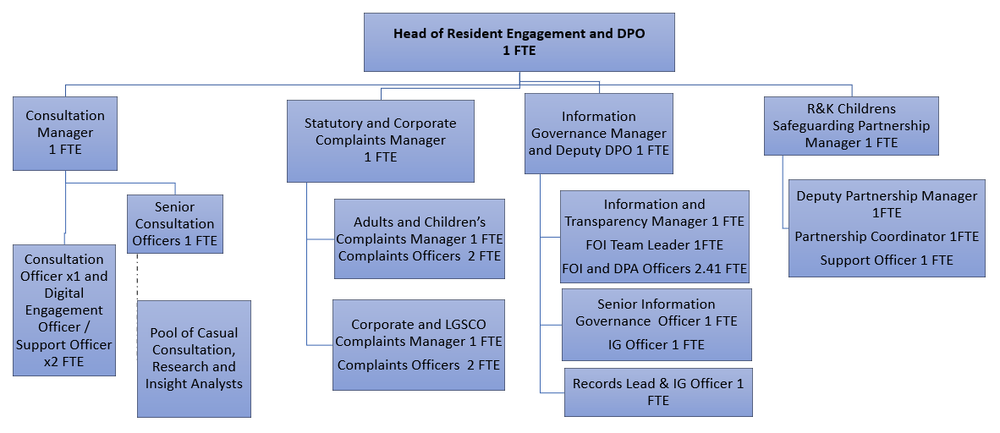 Head of Resident Engagement and DPO
1 FTE
Consultation
Manager
1 FTE
Statutory and Corporate
Complaints Manager
1 FTE
Information
Governance Manager
and Deputy DPO 1 FTE
R&K Childrens
Safeguarding Partnership
Manager 1 FTE
Senior
Consultation
Officers 1 FTE
Consultation
Officer x1 and
Digital
Engagement
Officer /
Support Officer
x2 FTE
Pool of Casual
Consultation,
Research and
Insight Analysts
Adults and Children’s
Complaints Manager 1 FTE
Complaints Officers  2 FTE
Corporate and LGSCO
Complaints Manager 1 FTE
Complaints Officers  2 FTE
Information and
Transparency Manager 1 FTE
FOI Team Leader 1FTE
FOI and DPA Officers 2.41 FTE
Senior Information
Governance  Officer 1 FTE
IG Officer 1 FTE
Records Lead & IG Officer 1
FTE
Deputy Partnership Manager
1FTE
Partnership Coordinator 1FTE
Support Officer 1 FTE